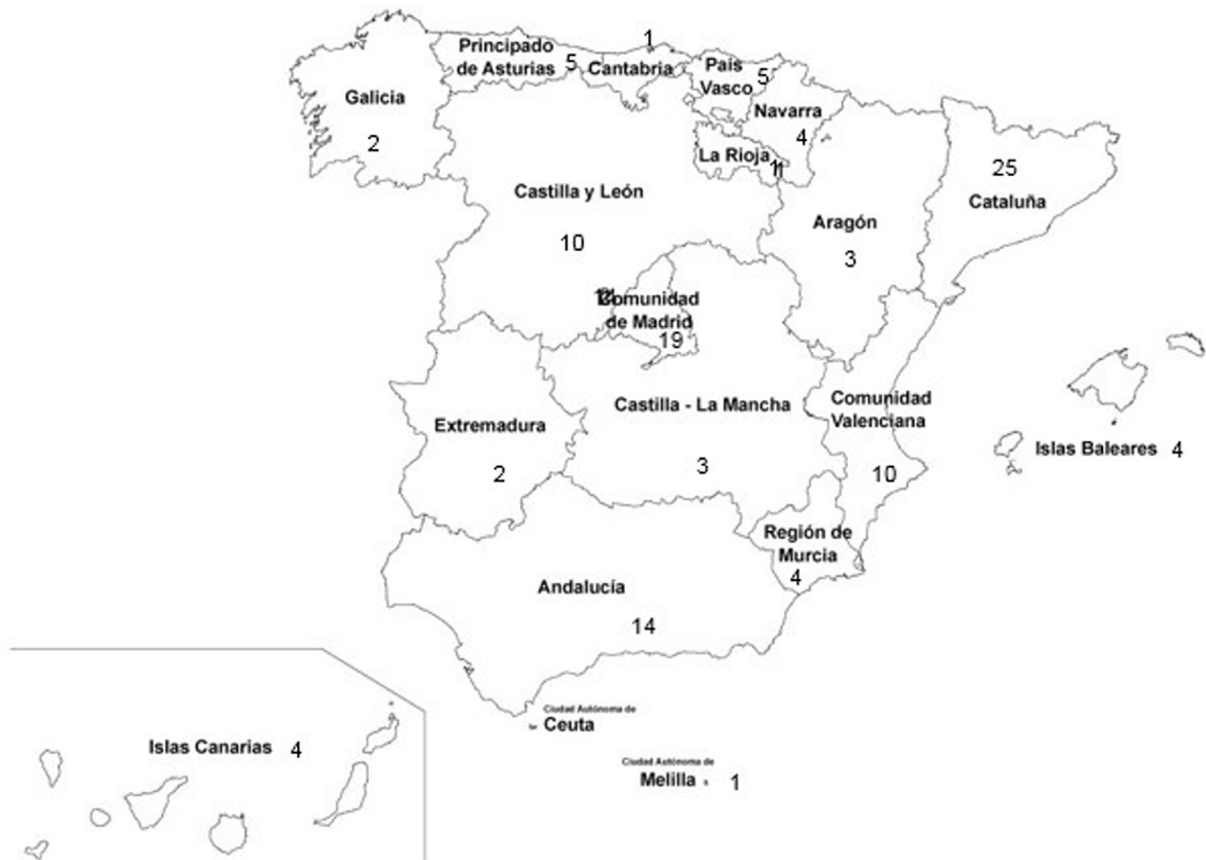 1
Principado
de Asturias
5
Cantabria
País
Vasco
5
Galicia
2
Navarra
4
La Rioja
25
Cataluña
Castilla y León
10
Aragón
3
Comunidad
de Madrid
19
Castilla - La Mancha
3
Comunidad
Valenciana
10
Extremadura
2
Islas Baleares 4
Región de
Murcia
4
Andalucía
14
Ciudad Autónoma de
Ceuta
Islas Canarias 4
Ciudad Autónoma de
Melilla 1